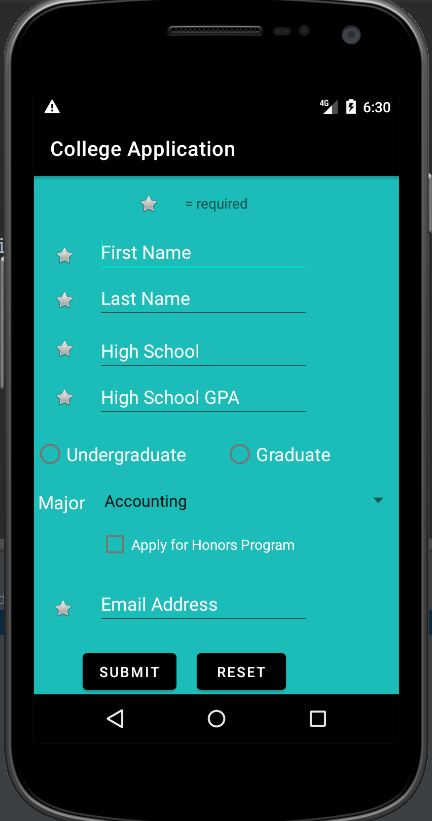 4G 6:30
College Application
= required
First Name
Last Name
High School
High School GPA
Undergraduate Graduate
Major Accounting
Apply for Honors Program
Email Address
SUBMIT RESET